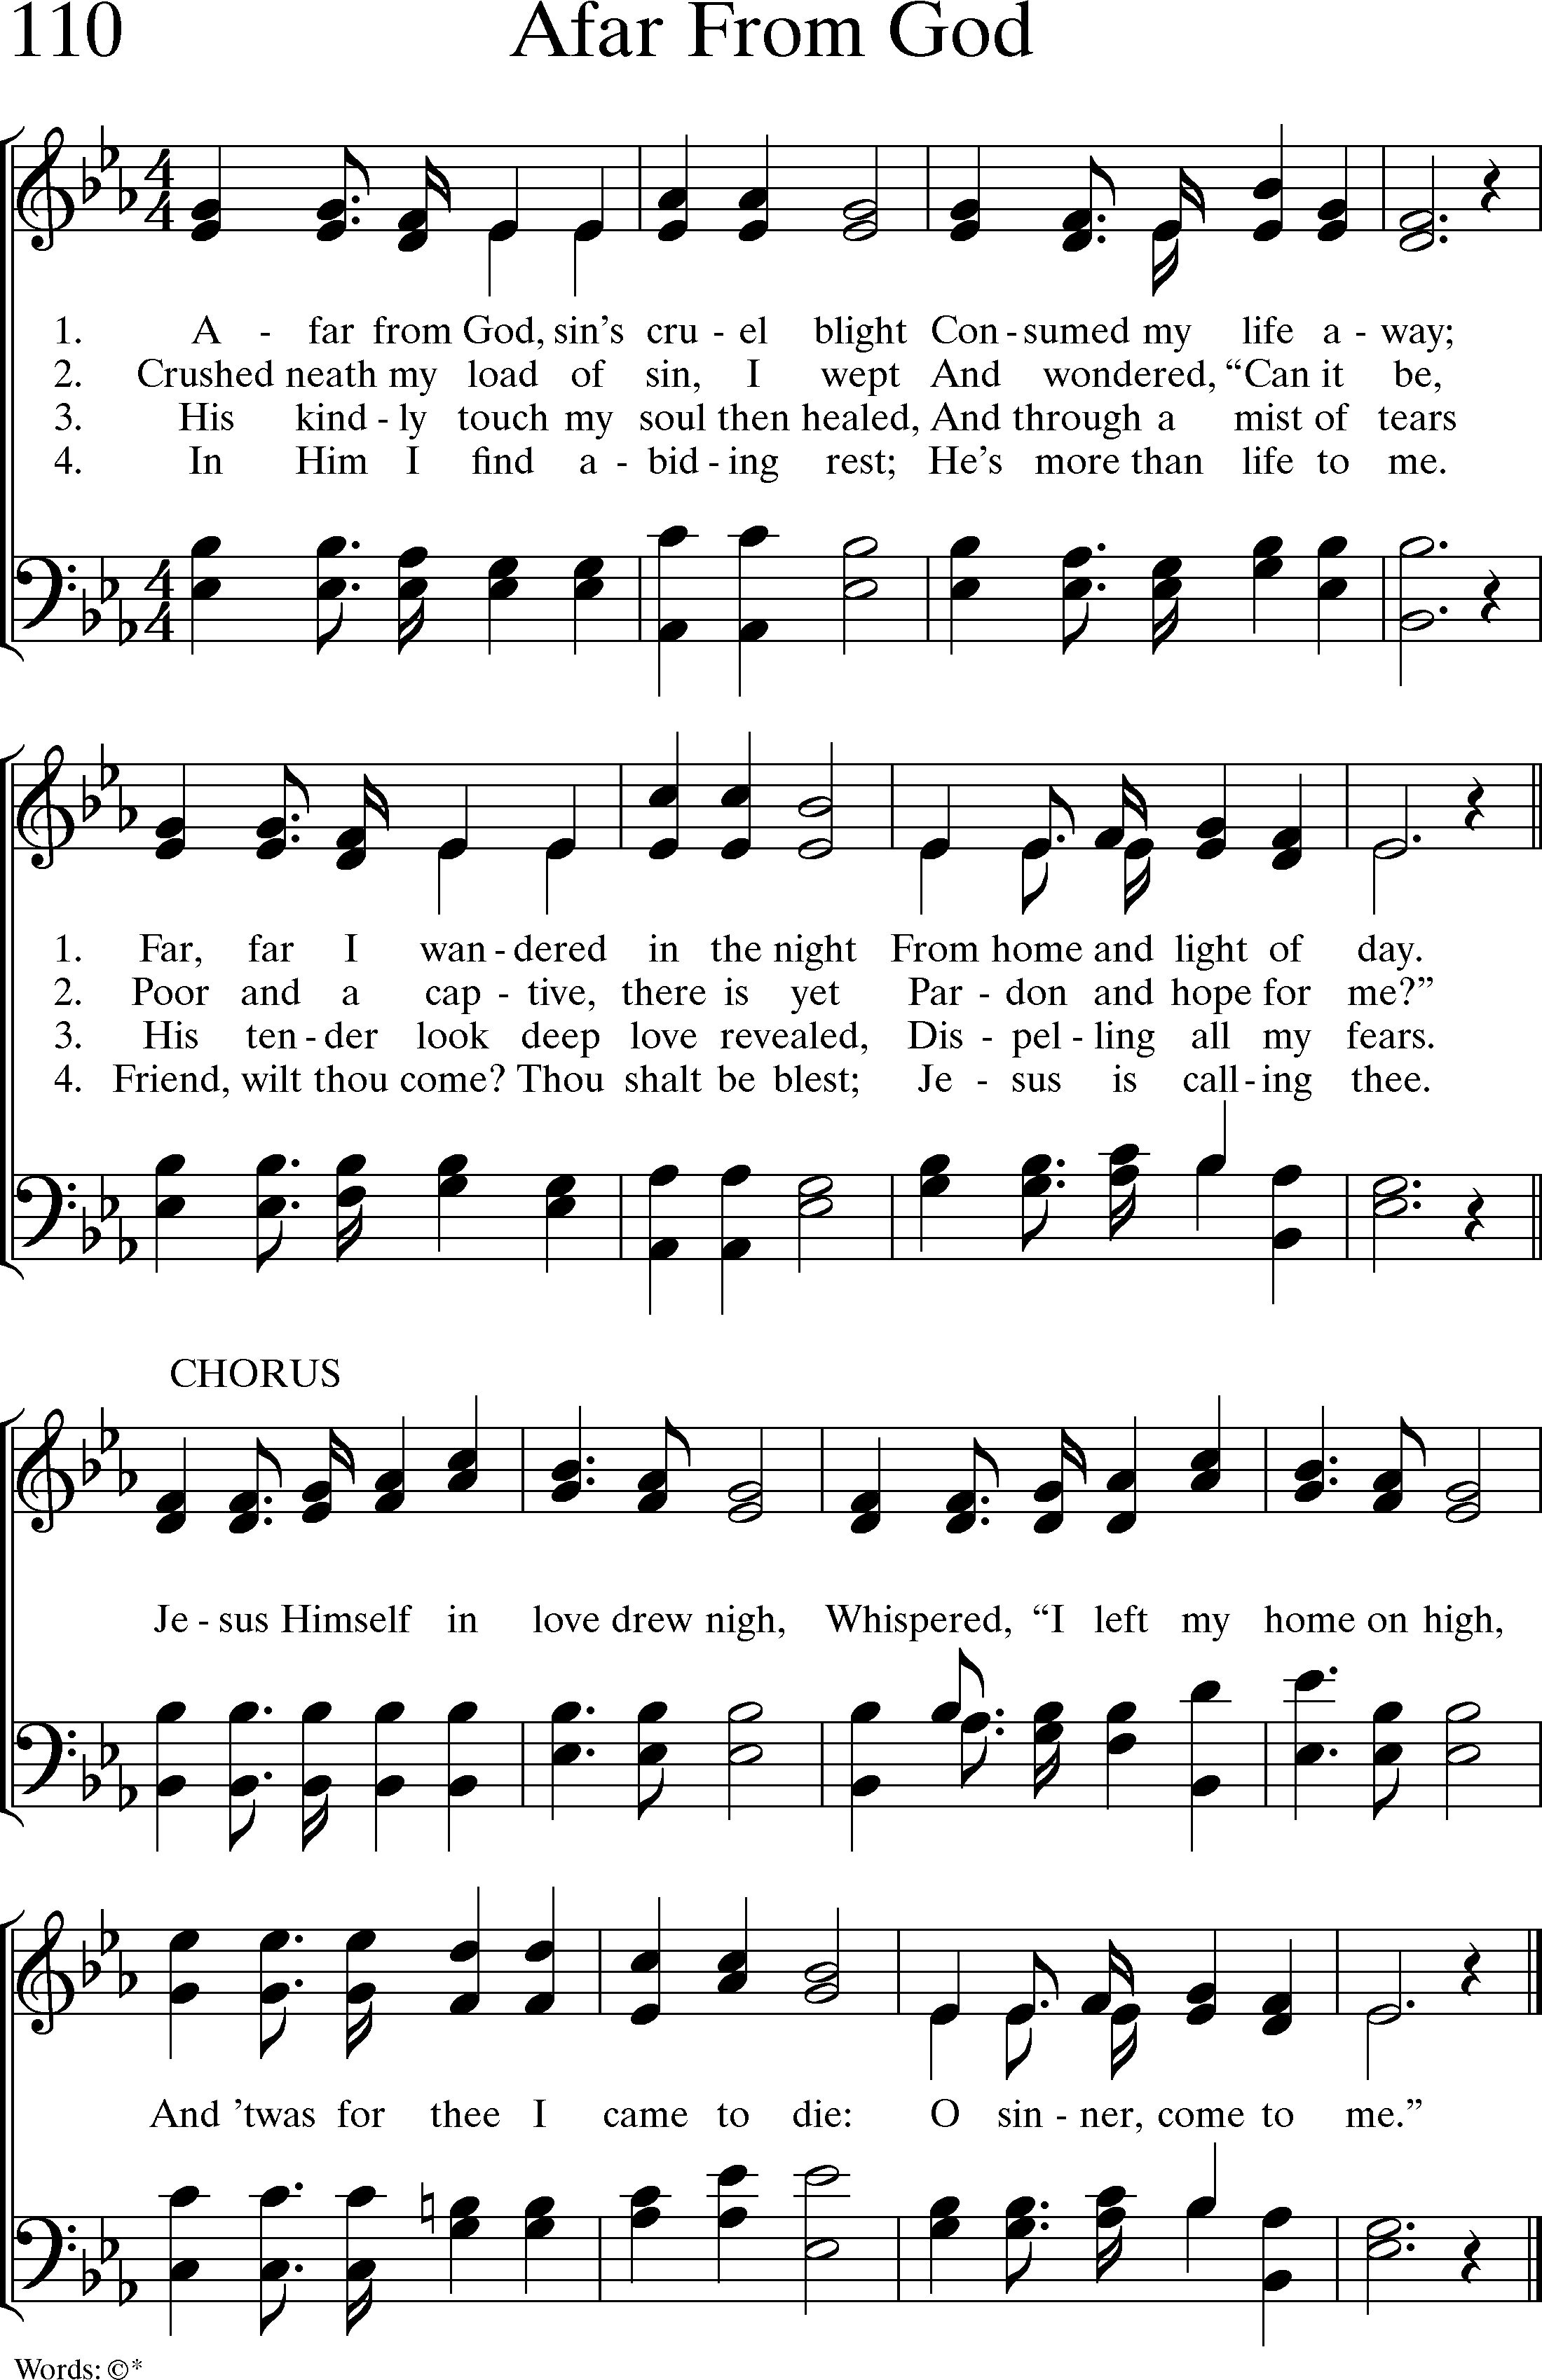 110 Afar From God
1. A - far from God, sin's cru - el blight Con - sumed my life a - way;
2. Crushed neath my load of sin, I wept And wondered, “Can it be,
3. His kind - ly touch my soul then healed, And through a mist of tears
4. In Him I find a - bid - ing rest; He's more than life to me.
1. Far, far I wan - dered in the night From home and light of day.
2. Poor and a cap - tive, there is yet Par - don and hope for me?”
3. His ten - der look deep love revealed, Dis - pel - ling all my fears.
4. Friend, wilt thou come? Thou shalt be blest; Je - sus is call - ing thee.
CHORUS
Je - sus Himself in love drew nigh, Whispered, “I left my home on high,
And ’twas for thee I came to die: O sin - ner, come to me.”
Words: ©*